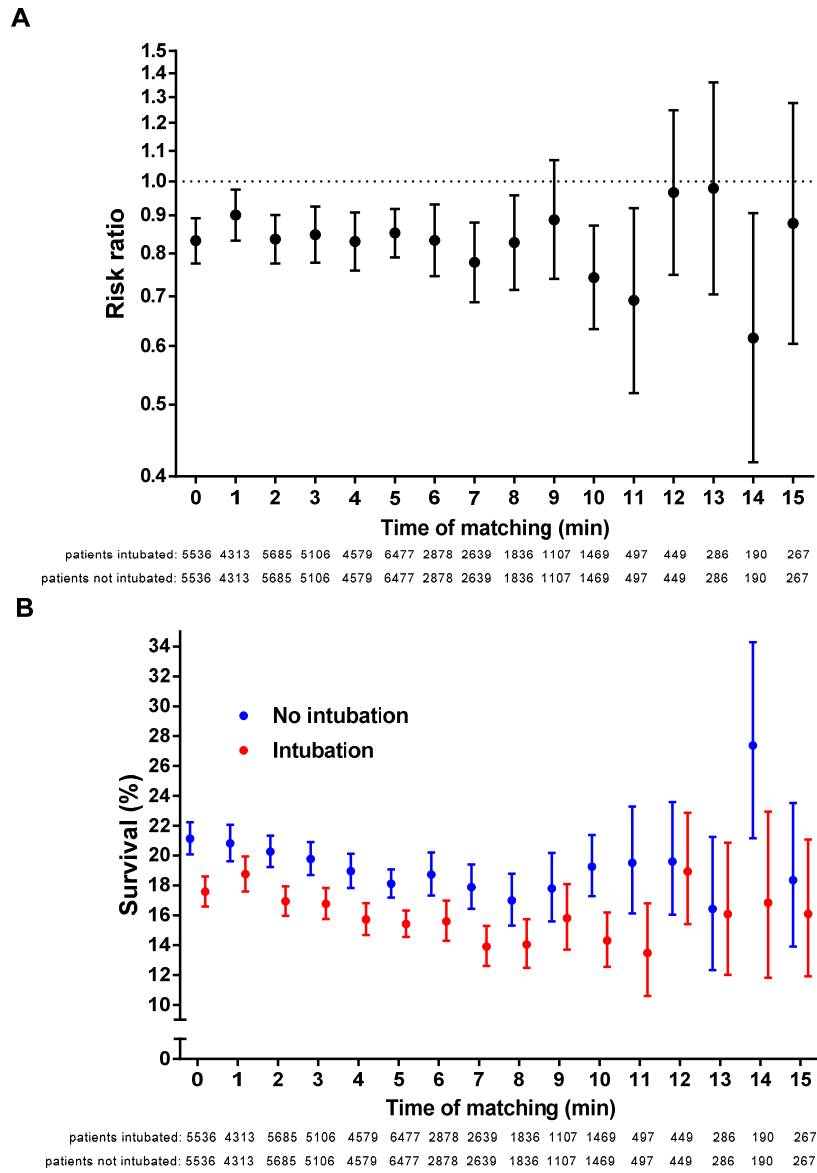 A
1.5
1.4
1.3
1.2
1.1
1.0
0.9
0.8
0.7
0.6
0.5
0.4
Risk ratio
0 1 2 3 4 5 6 7 8 9 10 11 12 13 14 15
Time of matching (min)
patients intubated: 5536 4313 5685 5106 4579 6477 2878 2639 1836 1107 1469 497 449 286 190 267
patients not intubated: 5536 4313 5685 5106 4579 6477 2878 2639 1836 1107 1469 497 449 286 190 267
B
34
32
30
28
26
24
22
20
18
16
14
12
10
0
Survival (%)
No intubation
Intubation
0 1 2 3 4 5 6 7 8 9 10 11 12 13 14 15
Time of matching (min)
patients intubated: 5536 4313 5685 5106 4579 6477 2878 2639 1836 1107 1469 497 449 286 190 267
patients not intubated: 5536 4313 5685 5106 4579 6477 2878 2639 1836 1107 1469 497 449 286 190 267